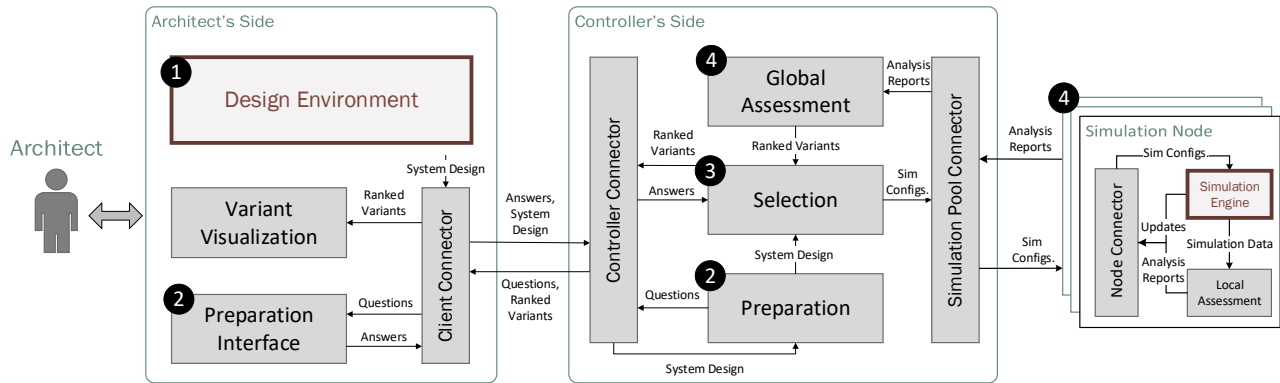 Architect
Architect's Side
1
Design Environment
System Design
Variant
Visualization
Ranked
Variants
2
Preparation
Interface
Questions
Answers
Client Connector
Answers,
System
Design
Questions,
Ranked
Variants
Controller's Side
Controller Connector
4
Global
Assessment
Analysis
Reports
Ranked
Variants
Ranked Variants
Answers
3
Selection
Sim
Configs.
System Design
Questions
2
Preparation
System Design
Simulation Pool Connector
Analysis
Reports
Sim
Configs.
4
Simulation Node
Sim Configs.
Node Connector
Simulation
Engine
Updates
Simulation Data
Analysis
Reports
Local
Assessment